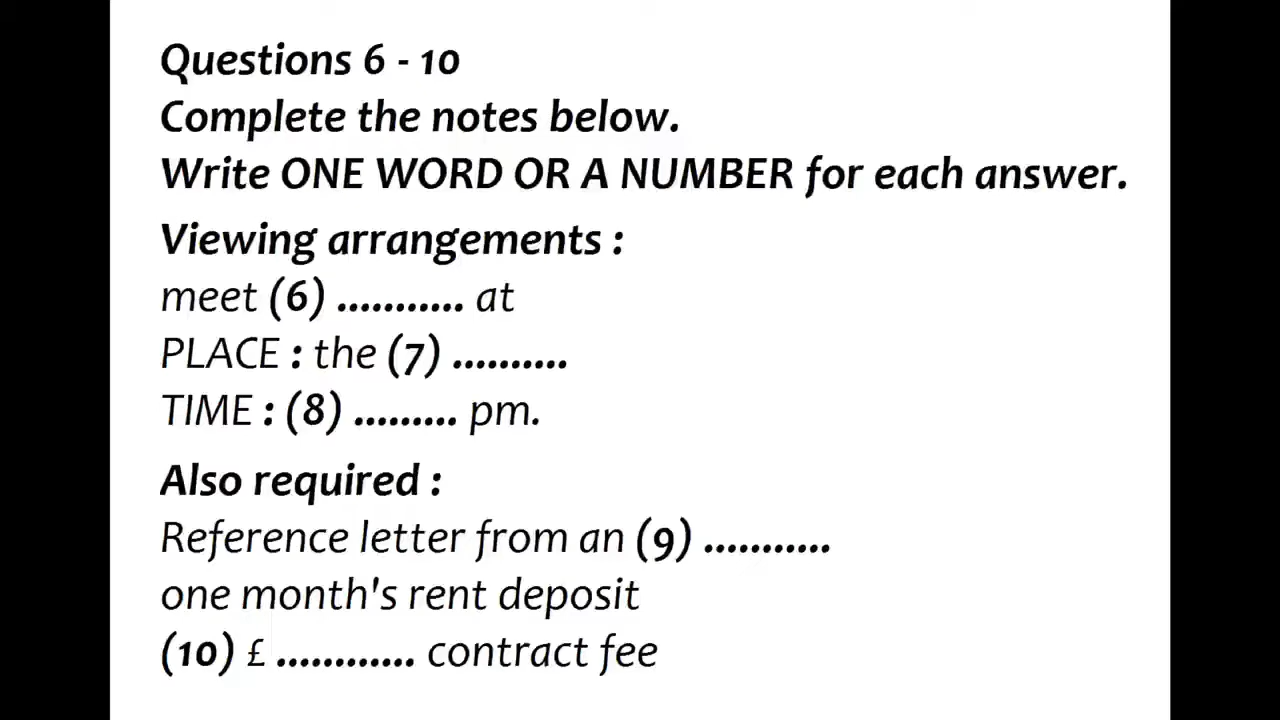 Questions 6 - 10
Complete the notes below.
Write ONE WORD OR A NUMBER for each answer.
Viewing arrangements :
meet (6) ........... at
PLACE : the (7) ..........
TIME : (8) ......... pm.
Also required :
Reference letter from an (9) ...........
one month's rent deposit
(10) £ ............ contract fee